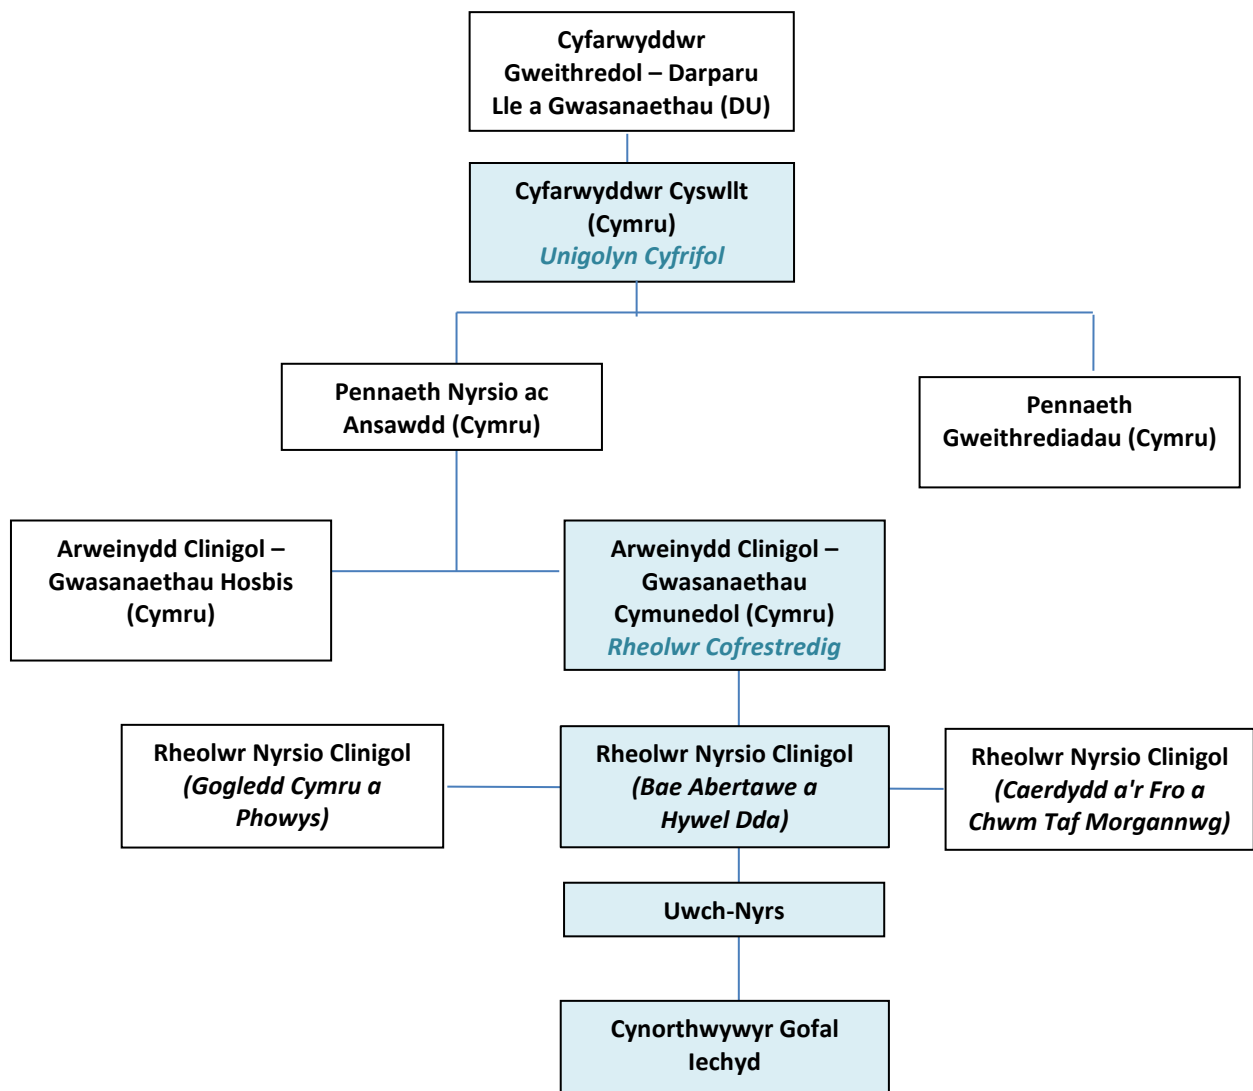 Cyfarwyddwr
Gweithredol – Darparu
Lle a Gwasanaethau (DU)
Cyfarwyddwr Cyswllt
(Cymru)
Unigolyn Cyfrifol
Pennaeth Nyrsio ac
Ansawdd (Cymru)
Pennaeth
Gweithrediadau (Cymru)
Arweinydd Clinigol –
Gwasanaethau Hosbis
(Cymru)
Arweinydd Clinigol –
Gwasanaethau
Cymunedol (Cymru)
Rheolwr Cofrestredig
Rheolwr Nyrsio Clinigol
(Gogledd Cymru a
Phowys)
Rheolwr Nyrsio Clinigol
(Bae Abertawe a
Hywel Dda)
Rheolwr Nyrsio Clinigol
(Caerdydd a'r Fro a
Chwm Taf Morgannwg)
Uwch-Nyrs
Cynorthwywyr Gofal
Iechyd